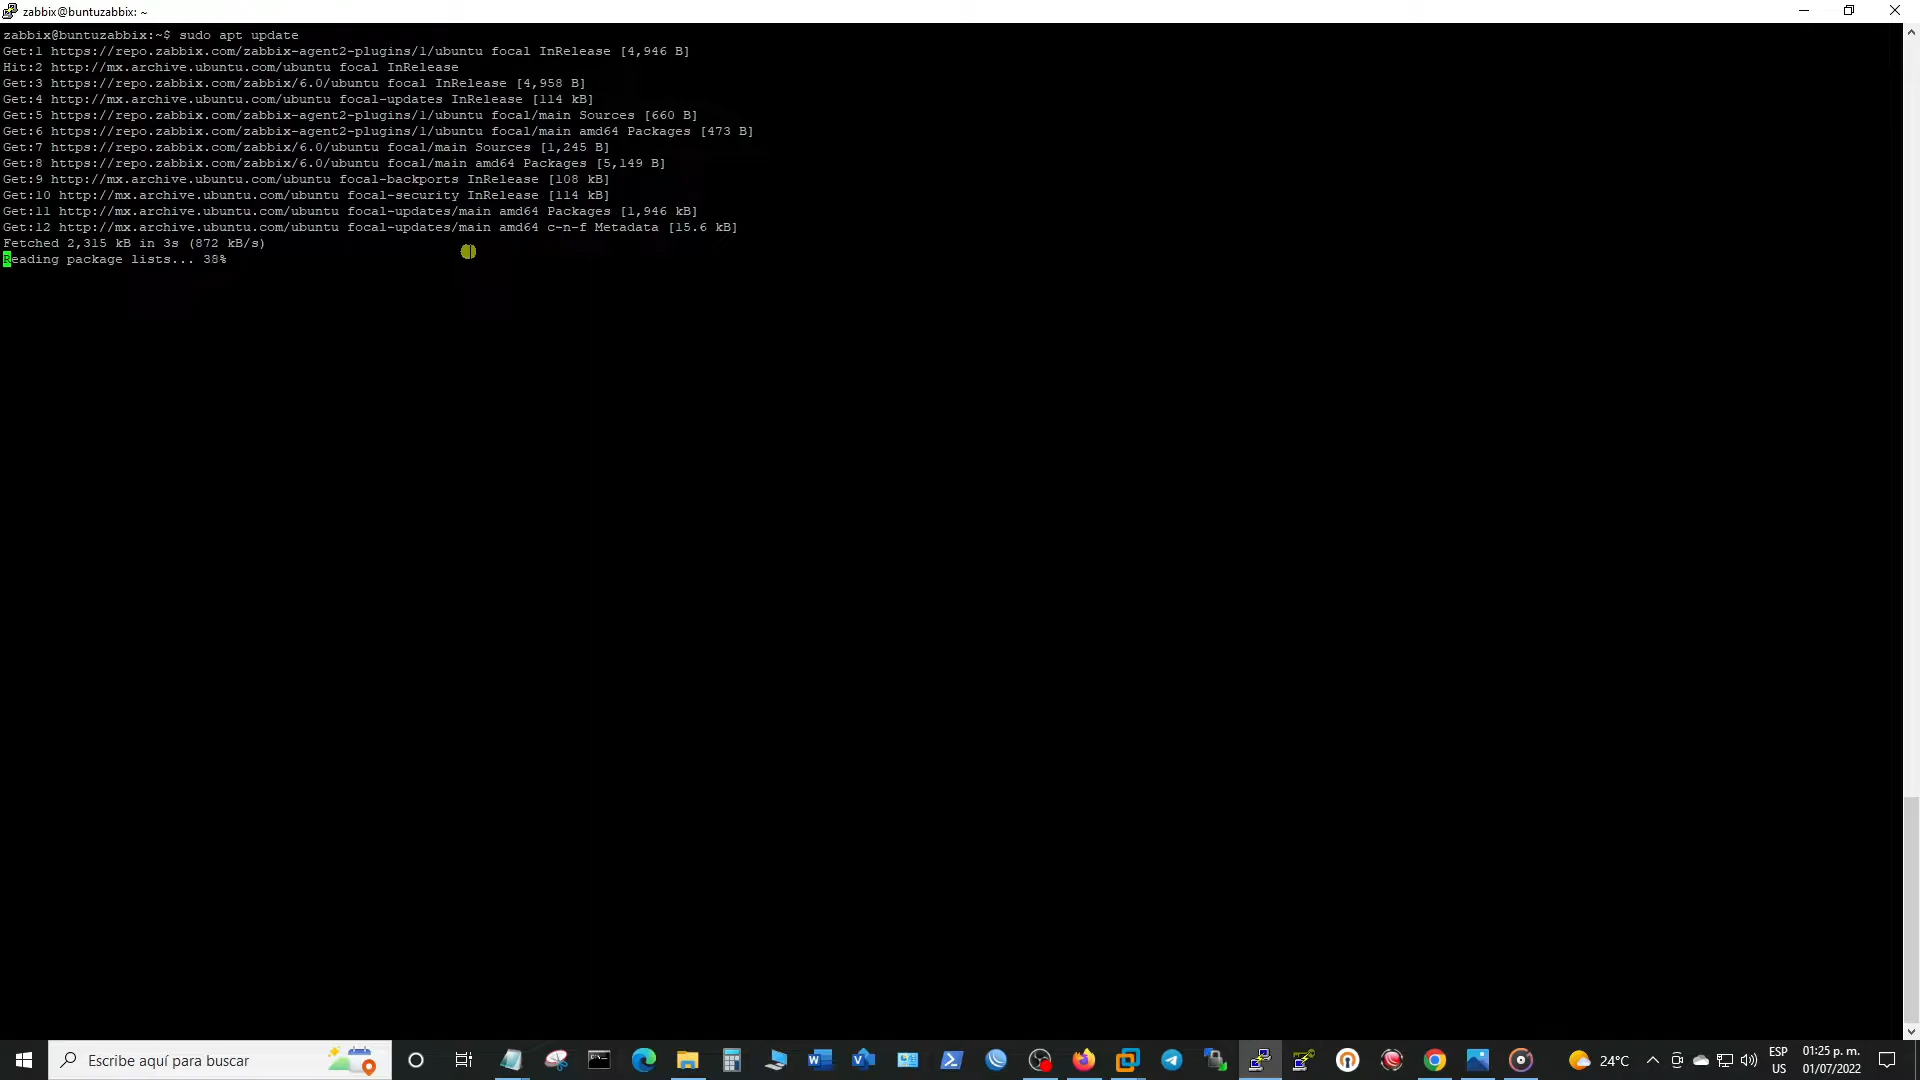 zabbix@buntuzabbix: ~
zabbix@buntuzabbix:~$ sudo apt update
Get:1 https://repo.zabbix.com/zabbix-agent2-plugins/1/ubuntu focal InRelease [4,946 B]
Hit:2 http://mx.archive.ubuntu.com/ubuntu focal InRelease
Get:3 https://repo.zabbix.com/zabbix/6.0/ubuntu focal InRelease [4,958 B]
Get:4 http://mx.archive.ubuntu.com/ubuntu focal-updates InRelease [114 kB]
Get:5 https://repo.zabbix.com/zabbix-agent2-plugins/1/ubuntu focal/main Sources [660 B]
Get:6 https://repo.zabbix.com/zabbix-agent2-plugins/1/ubuntu focal/main amd64 Packages [473 B]
Get:7 https://repo.zabbix.com/zabbix/6.0/ubuntu focal/main Sources [1,245 B]
Get:8 https://repo.zabbix.com/zabbix/6.0/ubuntu focal/main amd64 Packages [5,149 B]
Get:9 http://mx.archive.ubuntu.com/ubuntu focal-backports InRelease [108 kB]
Get:10 http://mx.archive.ubuntu.com/ubuntu focal-security InRelease [114 kB]
Get:11 http://mx.archive.ubuntu.com/ubuntu focal-updates/main amd64 Packages [1,946 kB]
Get:12 http://mx.archive.ubuntu.com/ubuntu focal-updates/main amd64 c-n-f Metadata [15.6 kB]
Fetched 2,315 kB in 3s (872 kB/s)
Reading package lists... 38%
Escribe aquí para buscar
24°C
ESP
US
01:25 p. m.
01/07/2022